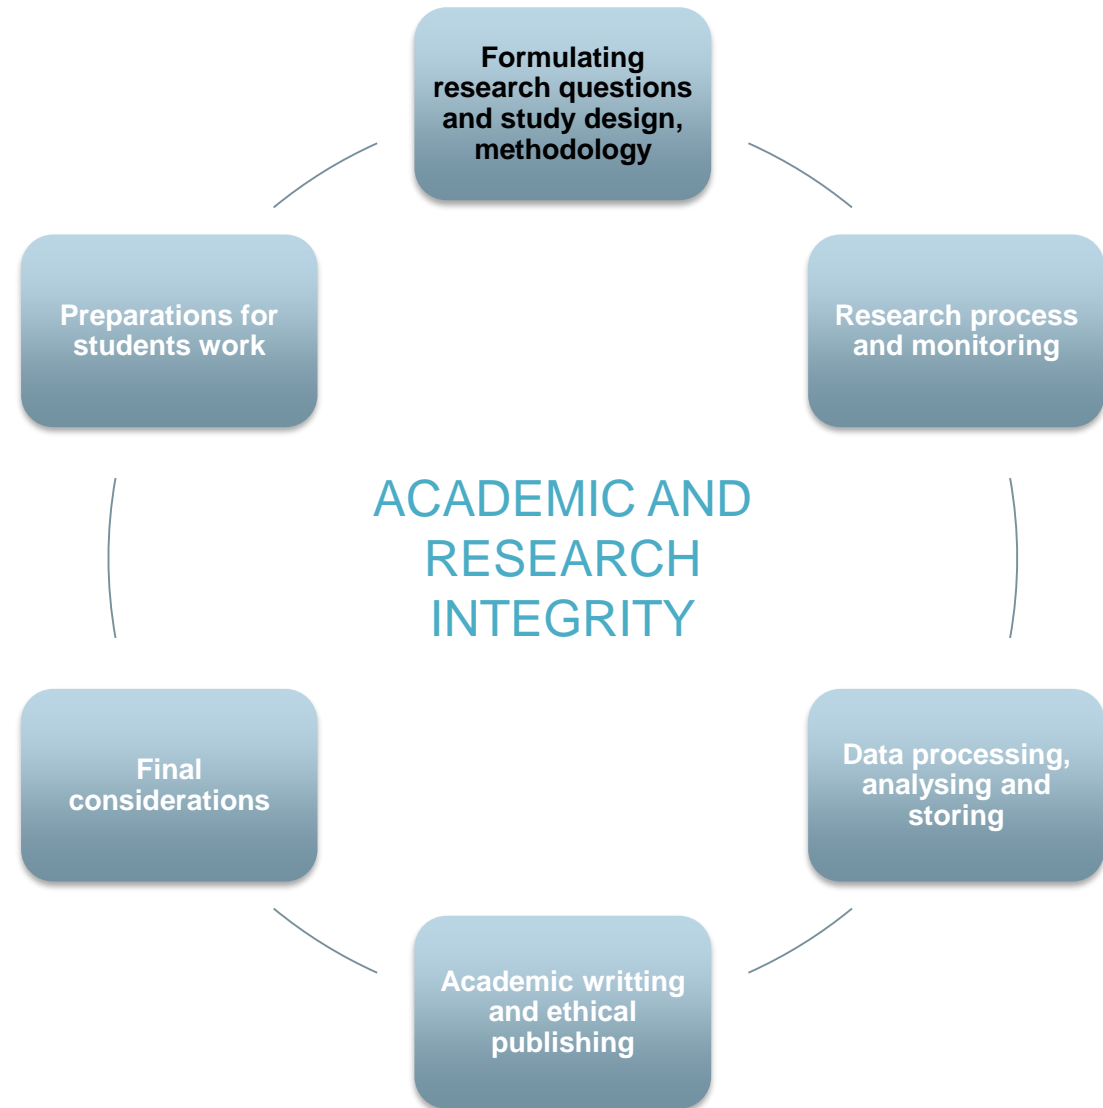 Formulating
research questions
and study design,
methodology
Preparations for
students work
Research process
and monitoring
ACADEMIC AND
RESEARCH
INTEGRITY
Final
considerations
Data processing,
analysing and
storing
Academic writting
and ethical
publishing